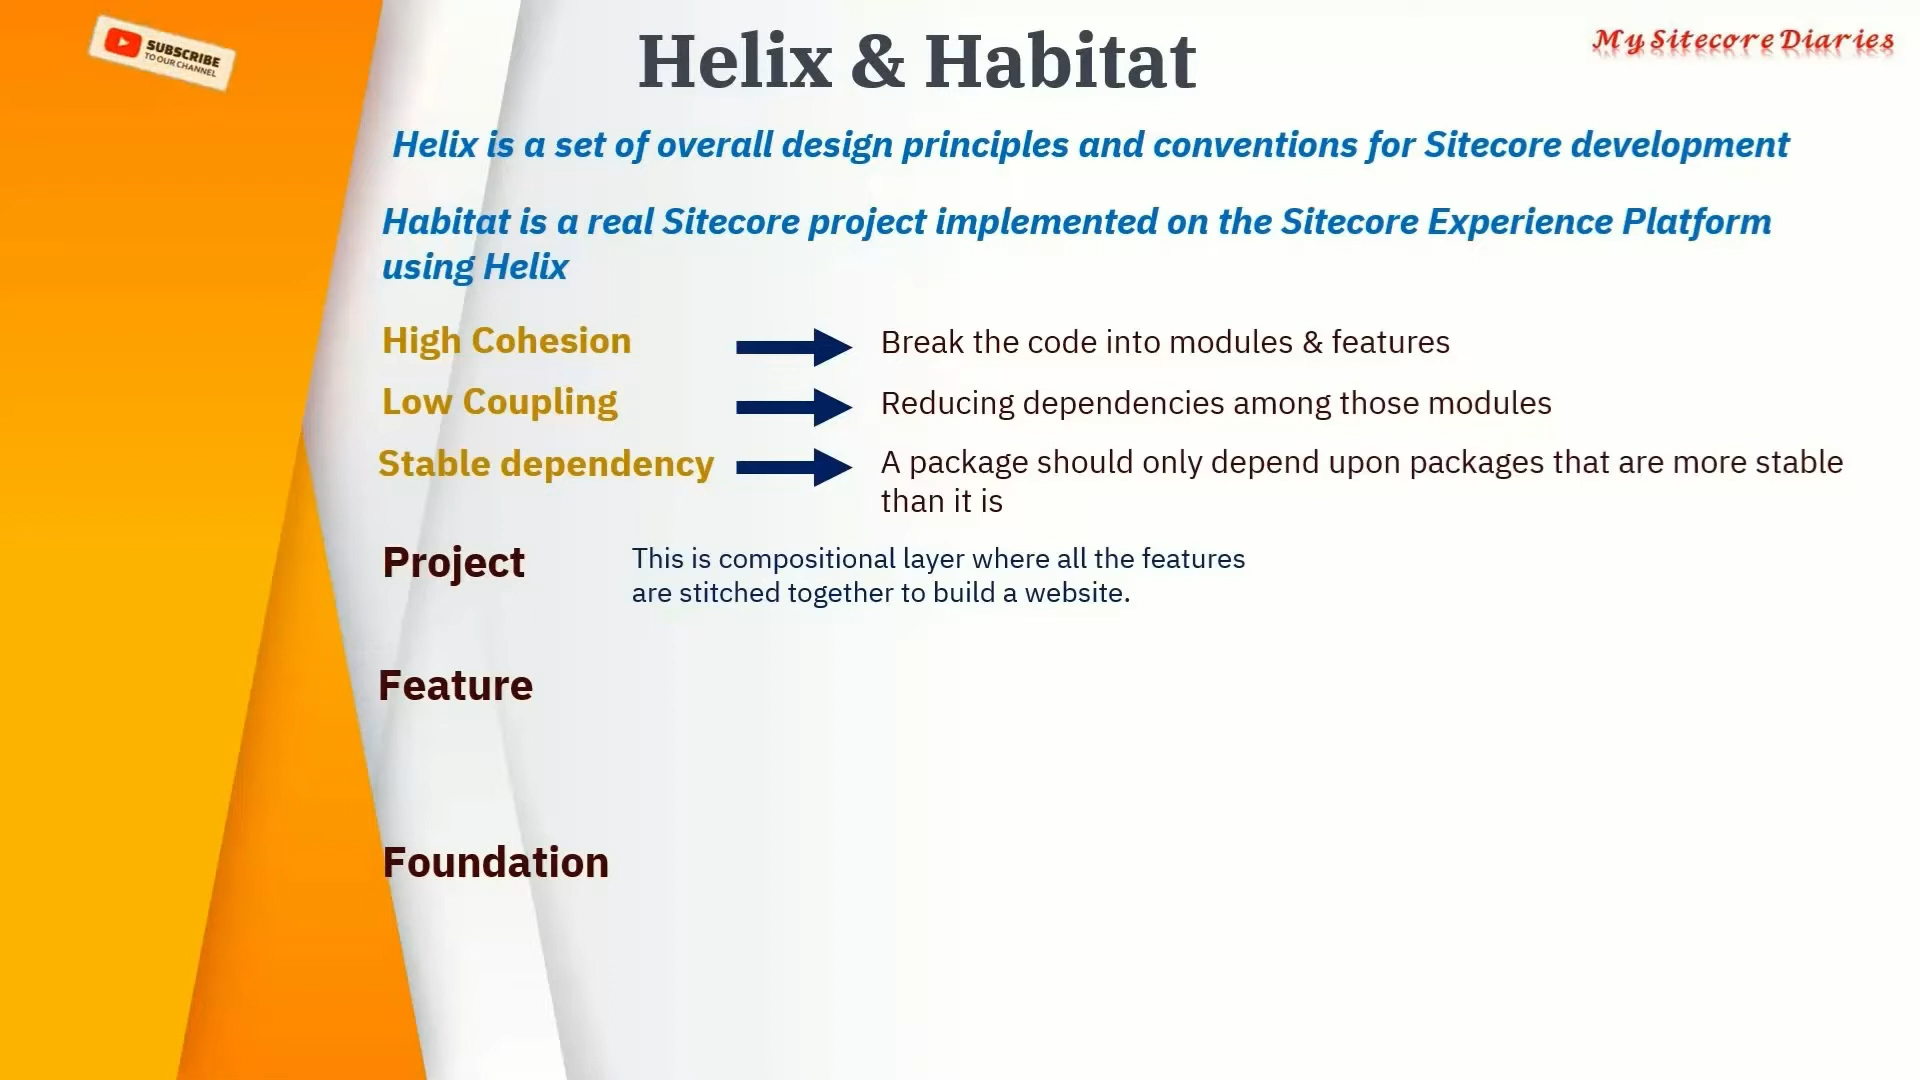 SUBSCRIBE
TO OUR CHANNEL
Helix & Habitat
My Sitecore Diaries
Helix is a set of overall design principles and conventions for Sitecore development
Habitat is a real Sitecore project implemented on the Sitecore Experience Platform
using Helix
High Cohesion
Break the code into modules & features
Low Coupling
Reducing dependencies among those modules
Stable dependency
A package should only depend upon packages that are more stable
than it is
Project
This is compositional layer where all the features
are stitched together to build a website.
Feature
Foundation